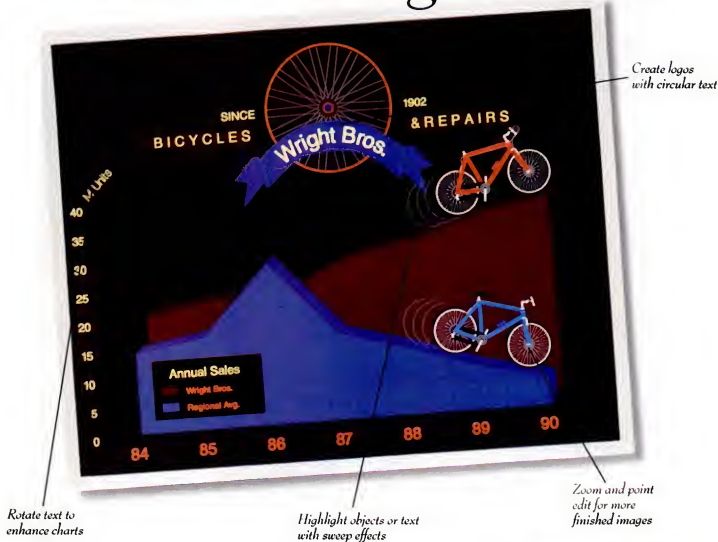 Create logos
with circular text
SINCE
1902
BICYCLES
& REPAIRS
Wright Bros.
M. Units
40
35
30
25
20
15
10
5
0
Annual Sales
Wright Bros.
Regional Avg.
84 85 86 87 88 89 90
Rotate text to
enhance charts
Highlight objects or text
with sweep effects
Zoom and point
edit for more
finished images